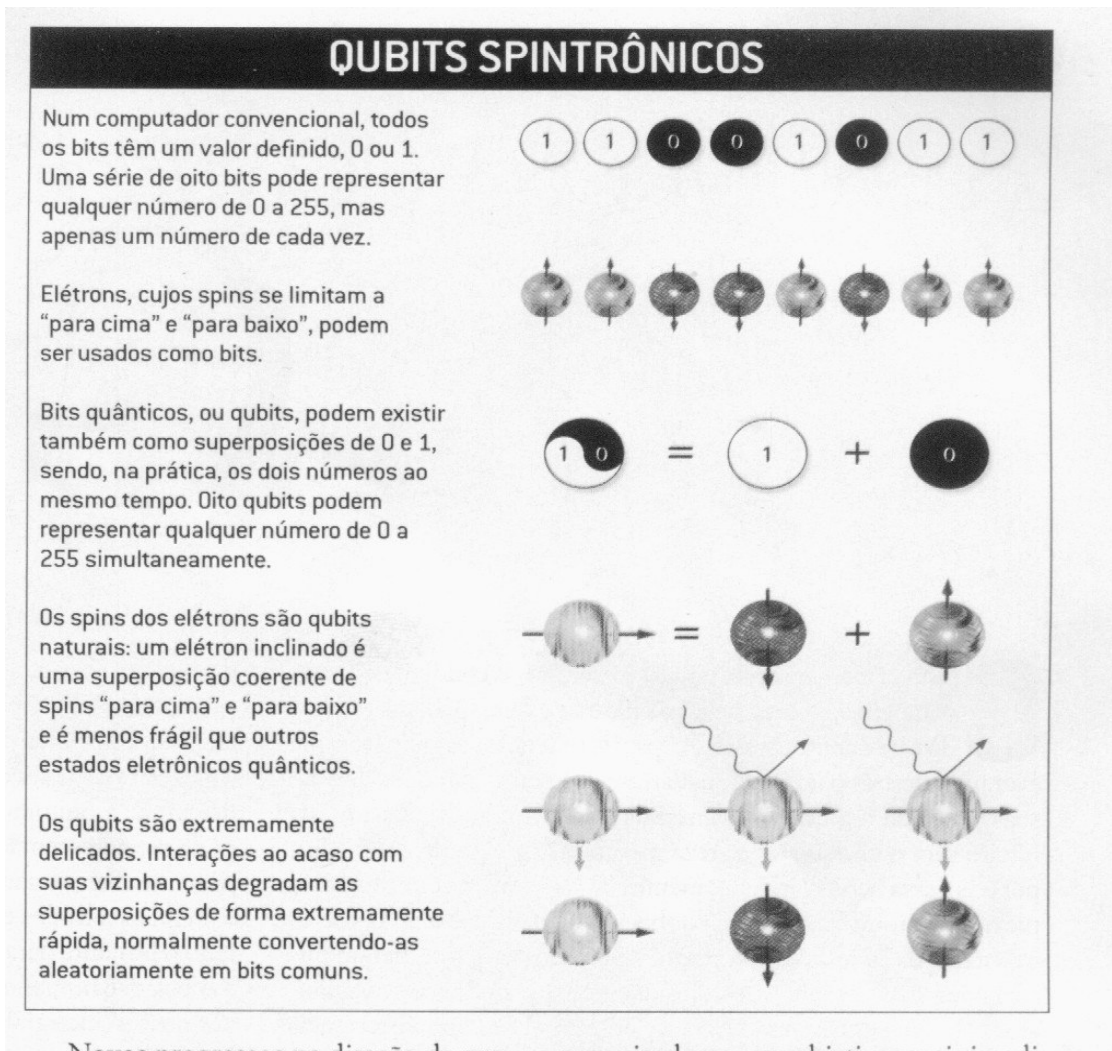 QUBITS SPINTRÔNICOS
Num computador convencional, todos
os bits têm um valor definido, 0 ou 1.
Uma série de oito bits pode representar
qualquer número de 0 a 255, mas
apenas um número de cada vez.
1 1 0 0 1 0 1 1
Elétrons, cujos spins se limitam a
"para cima" e "para baixo", podem
ser usados como bits.
Bits quânticos, ou qubits, podem existir
também como superposições de 0 e 1,
sendo, na prática, os dois números ao
mesmo tempo. Oito qubits podem
representar qualquer número de 0 a
255 simultaneamente.
1 0 = 1 + 0
Os spins dos elétrons são qubits
naturais: um elétron inclinado é
uma superposição coerente de
spins "para cima" e "para baixo"
e é menos frágil que outros
estados eletrônicos quânticos.
= +
Os qubits são extremamente
delicados. Interações ao acaso com
suas vizinhanças degradam as
superposições de forma extremamente
rápida, normalmente convertendo-as
aleatoriamente em bits comuns.